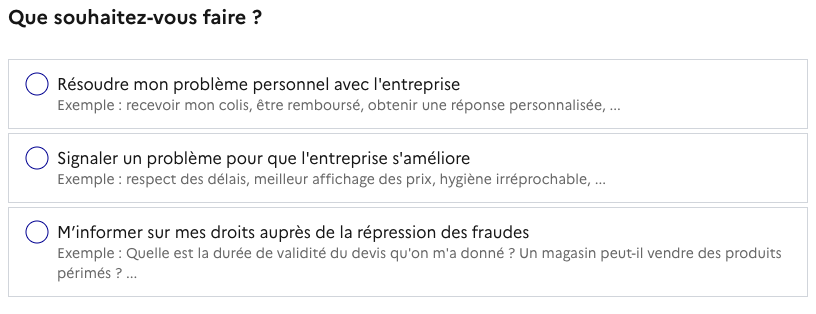 Que souhaitez-vous faire ?
Résoudre mon problème personnel avec l'entreprise
Exemple : recevoir mon colis, être remboursé, obtenir une réponse personnalisée, ...
Signaler un problème pour que l'entreprise s'améliore
Exemple : respect des délais, meilleur affichage des prix, hygiène irréprochable, ...
M’informer sur mes droits auprès de la répression des fraudes
Exemple : Quelle est la durée de validité du devis qu'on m'a donné ? Un magasin peut-il vendre des produits
périmés ? ...